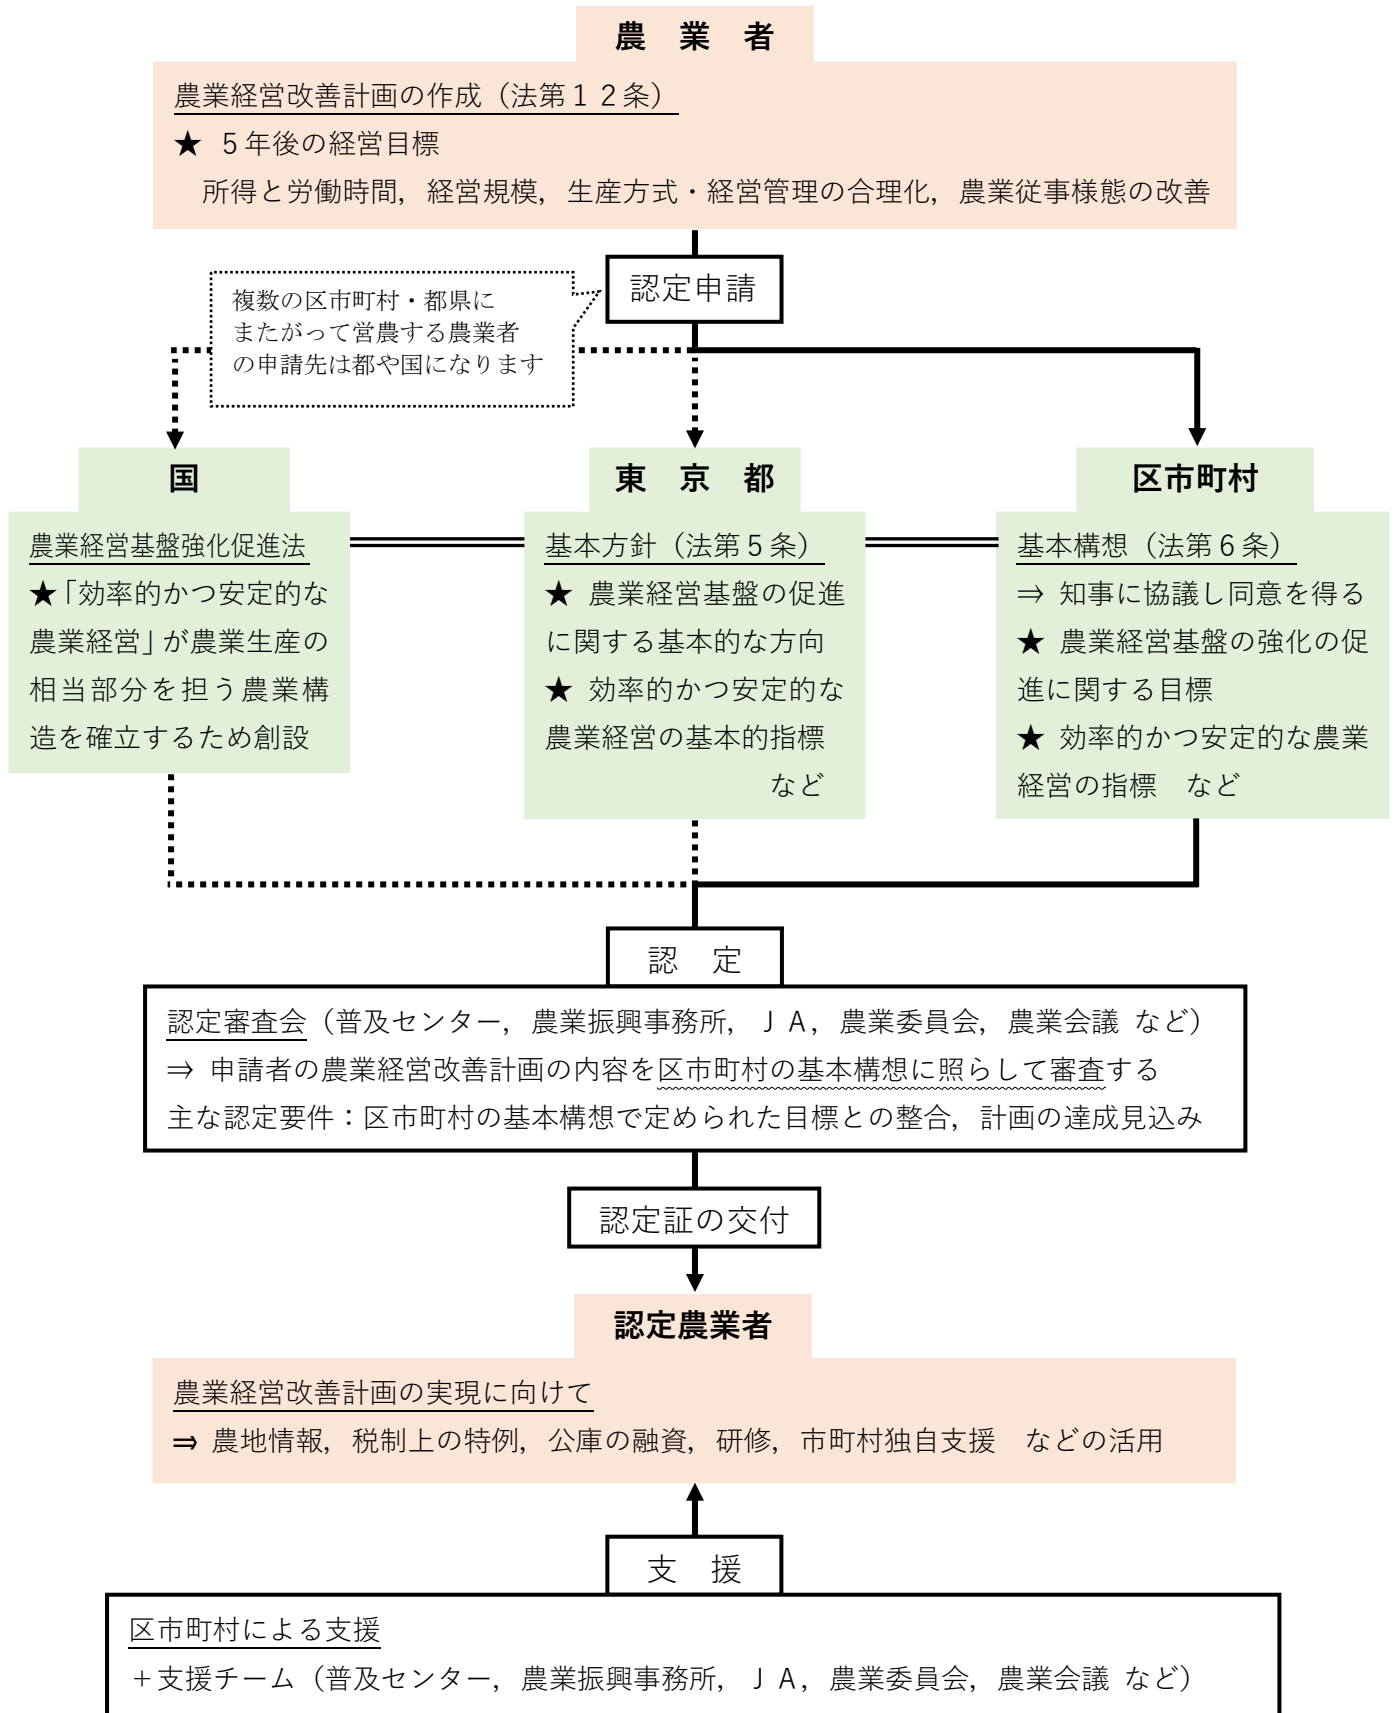 農　業　者
農業経営改善計画の作成（法第１２条）
★ ５年後の経営目標
所得と労働時間，経営規模，生産方式・経営管理の合理化，農業従事様態の改善
認定申請
複数の区市町村・都県に
またがって営農する農業者
の申請先は都や国になります
国
農業経営基盤強化促進法
★「効率的かつ安定的な
農業経営」が農業生産の
相当部分を担う農業構
造を確立するため創設
東　京　都
基本方針（法第５条）
★ 農業経営基盤の促進
に関する基本的な方向
★ 効率的かつ安定的な
農業経営の基本的指標
など
区市町村
基本構想（法第６条）
⇒ 知事に協議し同意を得る
★ 農業経営基盤の強化の促
進に関する目標
★ 効率的かつ安定的な農業
経営の指標　など
認　定
認定審査会（普及センター，農業振興事務所，ＪＡ，農業委員会，農業会議 など）
⇒ 申請者の農業経営改善計画の内容を区市町村の基本構想に照らして審査する
主な認定要件：区市町村の基本構想で定められた目標との整合，計画の達成見込み
認定証の交付
認定農業者
農業経営改善計画の実現に向けて
⇒ 農地情報，税制上の特例，公庫の融資，研修，市町村独自支援　などの活用
支　援
区市町村による支援
＋支援チーム（普及センター，農業振興事務所，ＪＡ，農業委員会，農業会議 など）